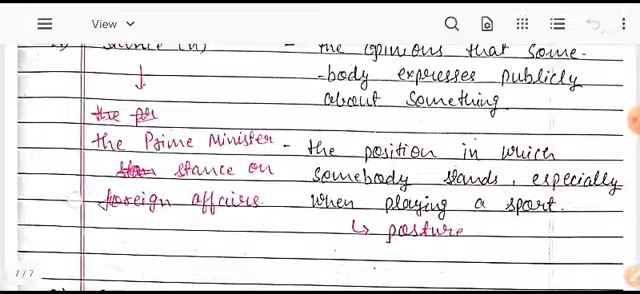 View
Stance (n) - the opinions that some-
-body expresses publicly
about something.
the Prime Minister - the position in which
stance on somebody stands, especially
foreign affairs. when playing a sport.
↳ posture
7/7